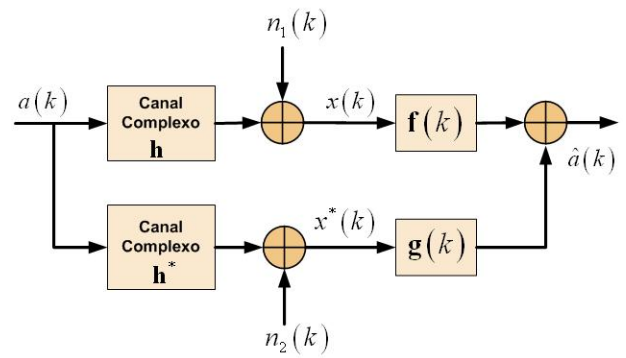 n₁(k)
a(k)
Canal
Complexo
h
x(k)
f(k)
â(k)
Canal
Complexo
h*
x*(k)
g(k)
n₂(k)